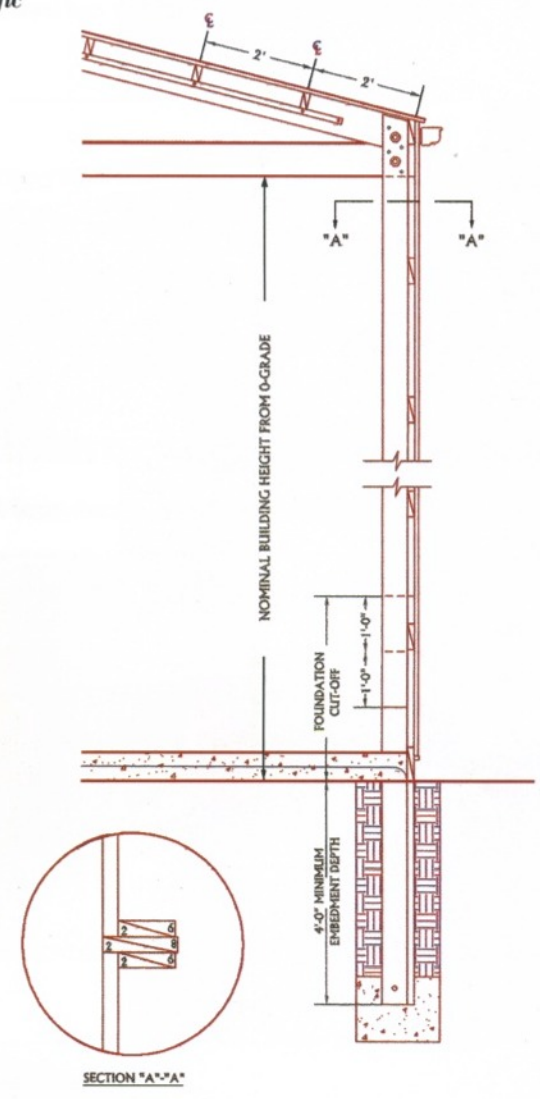 ℄
℄
2'
2'
"A"
"A"
NOMINAL BUILDING HEIGHT FROM 0-GRADE
FOUNDATION
CUT-OFF
1'-0"
1'-0"
4'-0" MINIMUM
EMBEDMENT DEPTH
2 6
2 8
2 6
SECTION "A"-"A"